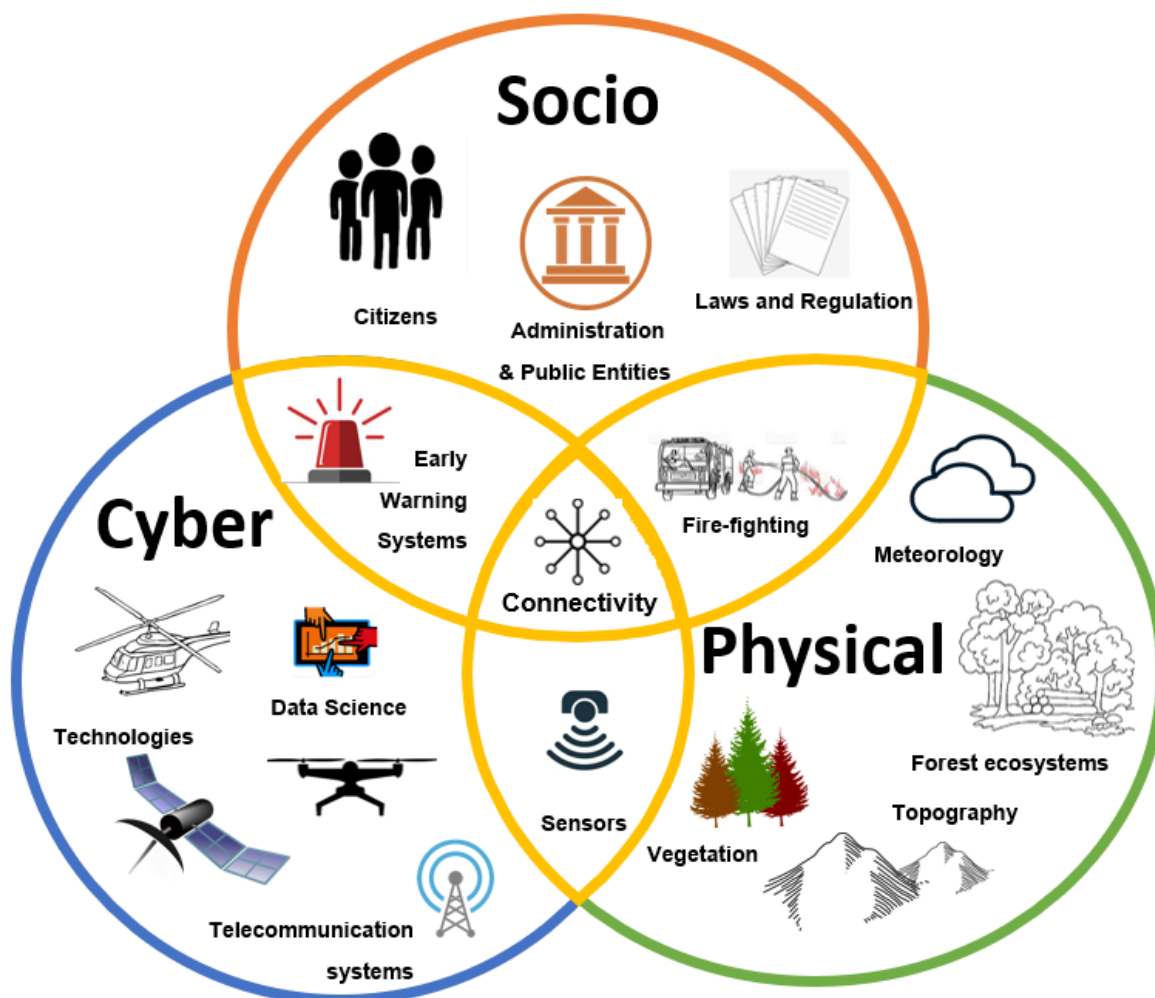 Socio
Citizens
Administration
& Public Entities
Laws and Regulation
Early
Warning
Systems
Fire-fighting
Connectivity
Cyber
Technologies
Data Science
Telecommunication
systems
Sensors
Physical
Meteorology
Forest ecosystems
Topography
Vegetation